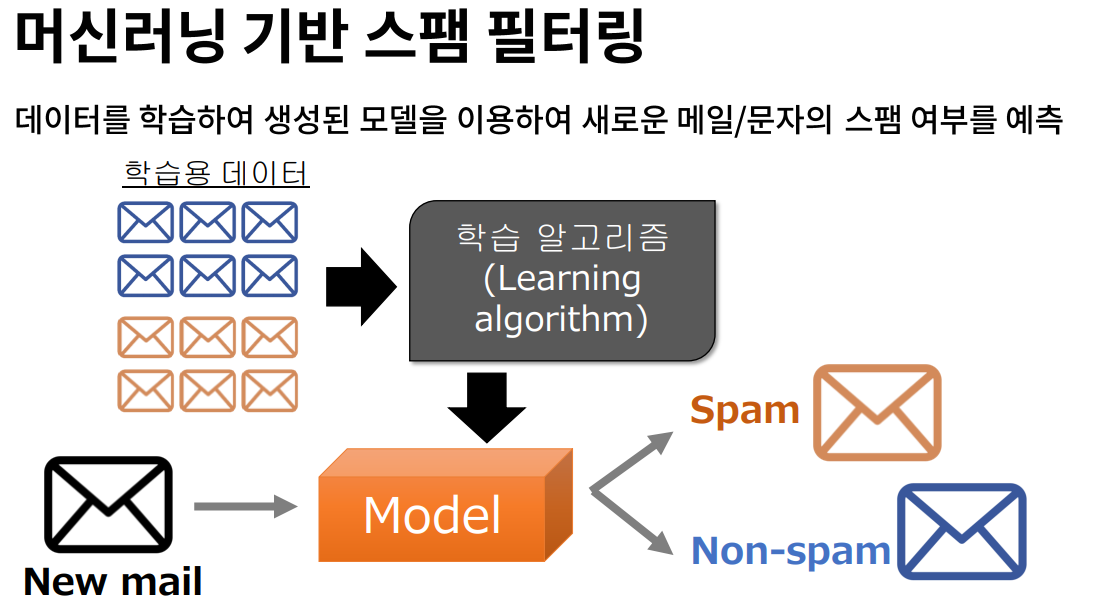 머신러닝 기반 스팸 필터링
데이터를 학습하여 생성된 모델을 이용하여 새로운 메일/문자의 스팸 여부를 예측
학습용 데이터
학습 알고리즘
(Learning
algorithm)
Spam
Model
Non-spam
New mail